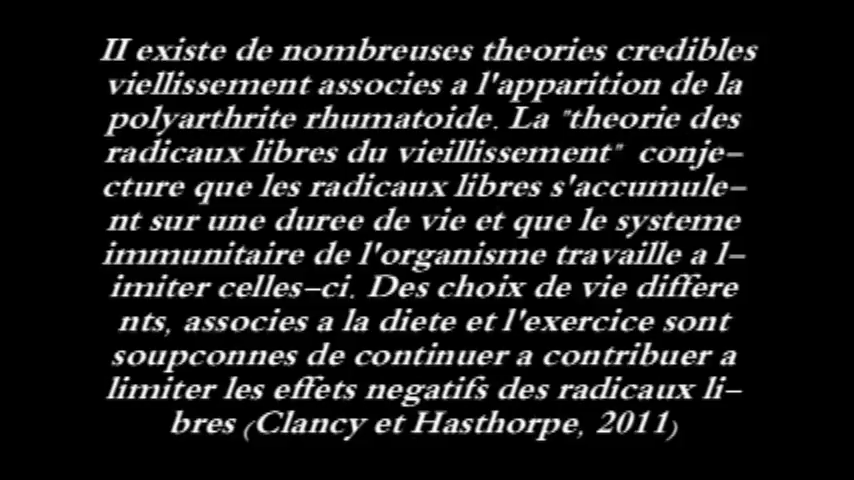 II existe de nombreuses theories credibles
viellissement associes a l'apparition de la
polyarthrite rhumatoide. La "theorie des
radicaux libres du vieillissement" conje-
cture que les radicaux libres s'accumule-
nt sur une duree de vie et que le systeme
immunitaire de l'organisme travaille a l-
imiter celles-ci. Des choix de vie differe
nts, associes a la diete et l'exercice sont
soupconnes de continuer a contribuer a
limiter les effets negatifs des radicaux li-
bres (Clancy et Hasthorpe, 2011)